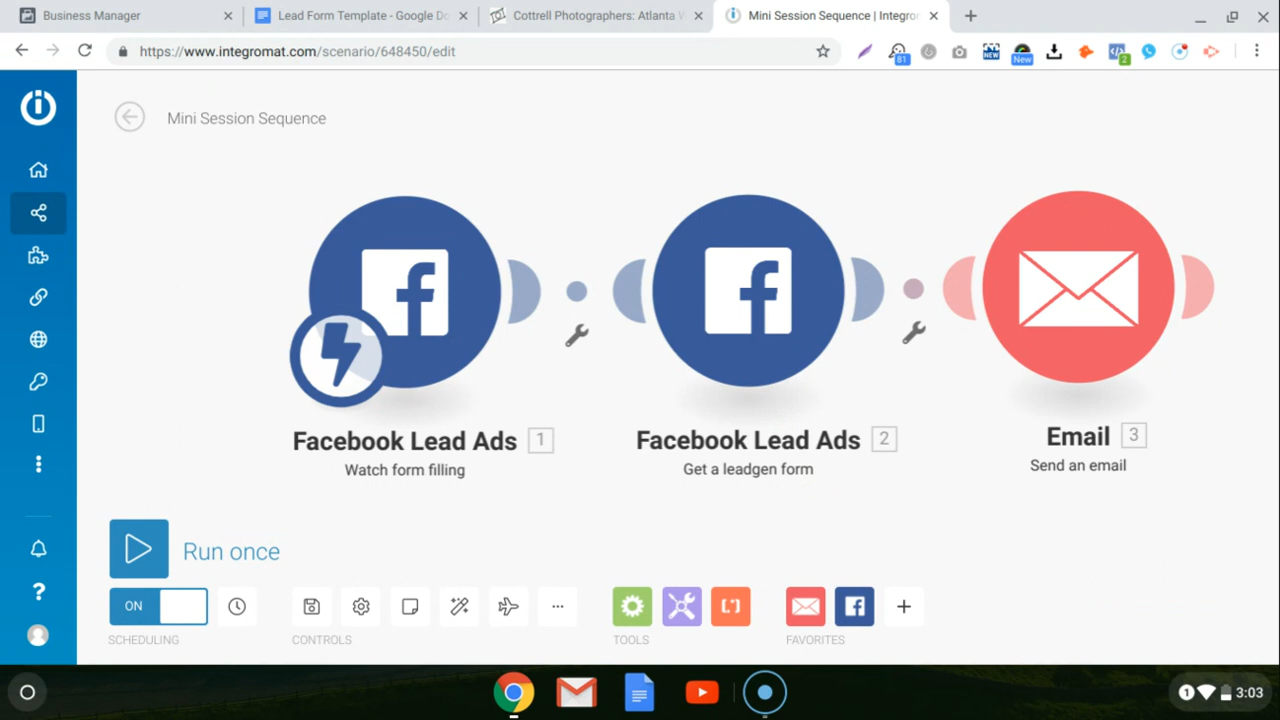 Business Manager
Lead Form Template - Google Do
Cottrell Photographers: Atlanta W
Mini Session Sequence | Integro
https://www.integromat.com/scenario/648450/edit
81
NEW
New
2
Mini Session Sequence
Facebook Lead Ads 1
Watch form filling
Facebook Lead Ads 2
Get a leadgen form
Email 3
Send an email
Run once
ON
SCHEDULING
CONTROLS
TOOLS
FAVORITES
1
3:03